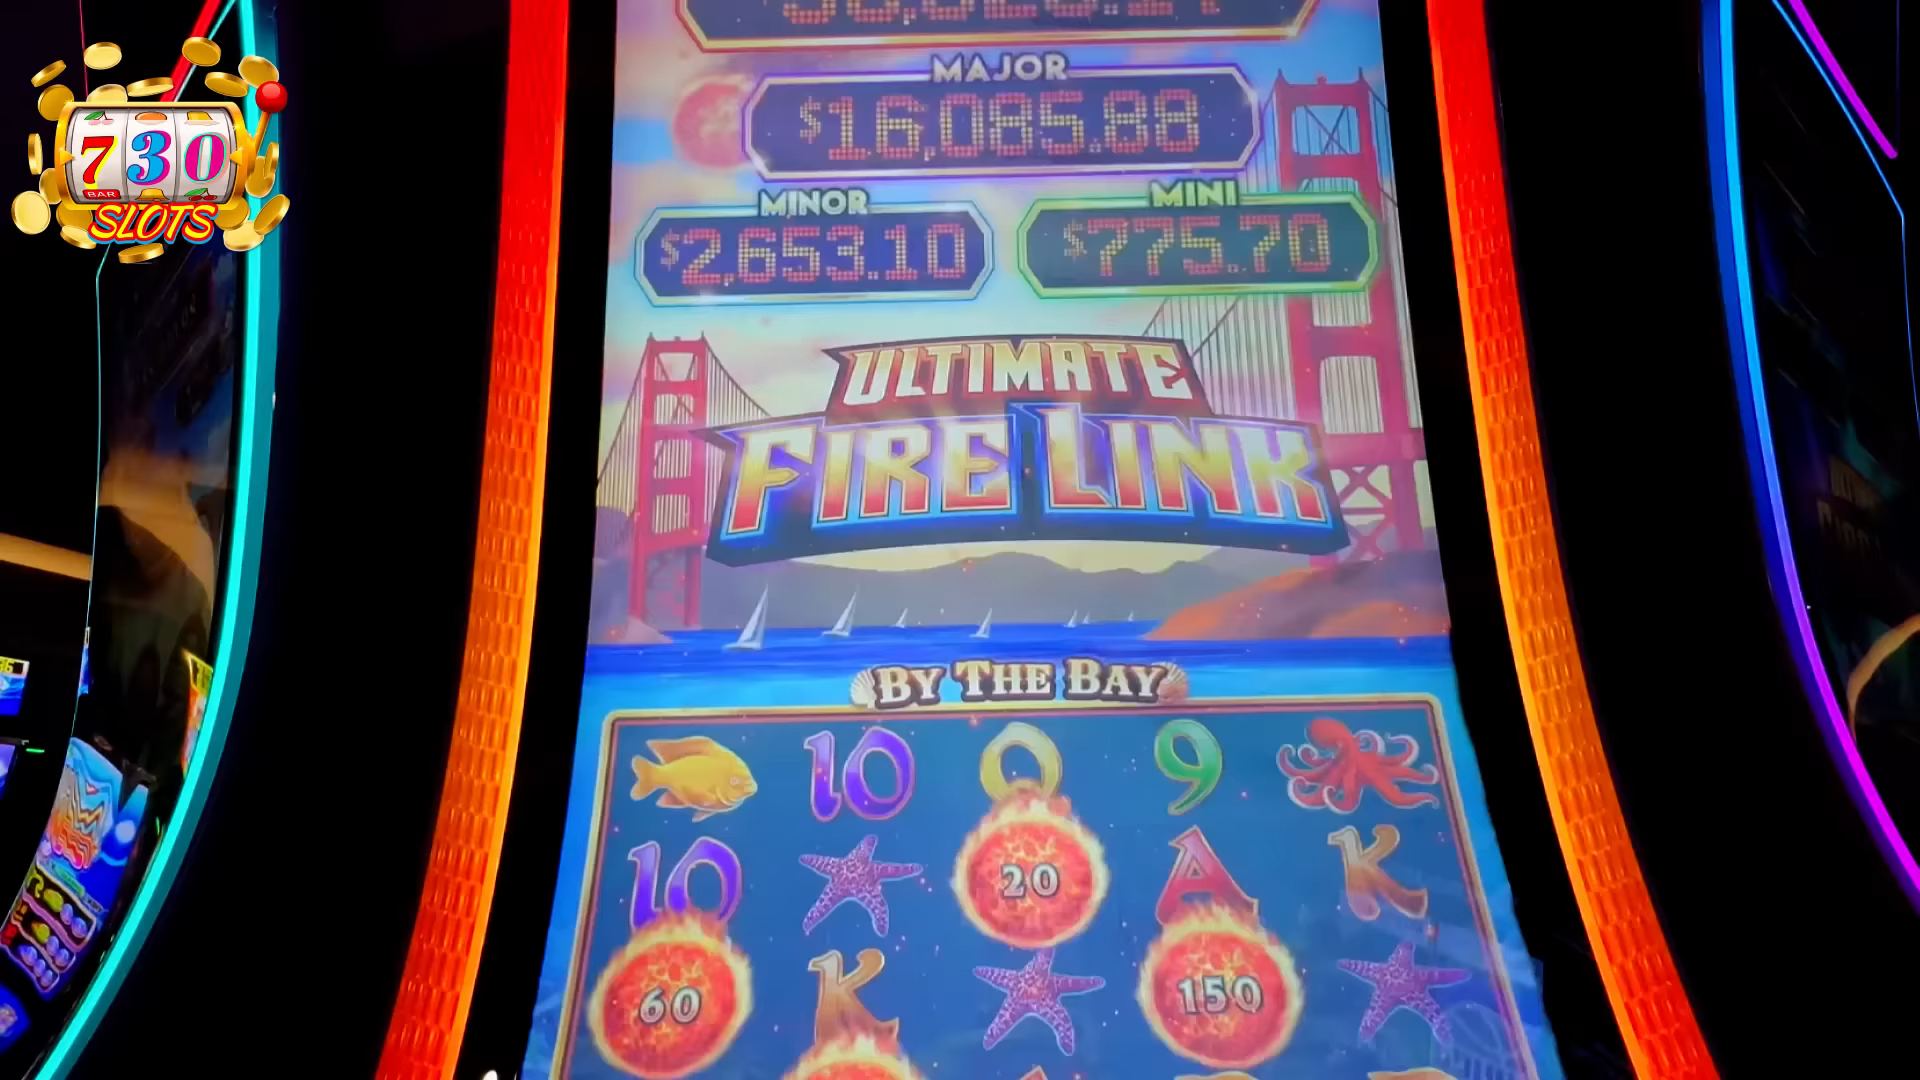 730
BAR
SLOTS
MAJOR
$16,085.88
MINOR
MINI
$2,653.10
$775.70
ULTIMATE
FIRE LINK
BY THE BAY
10
Q
9
10
20
A
K
60
K
150